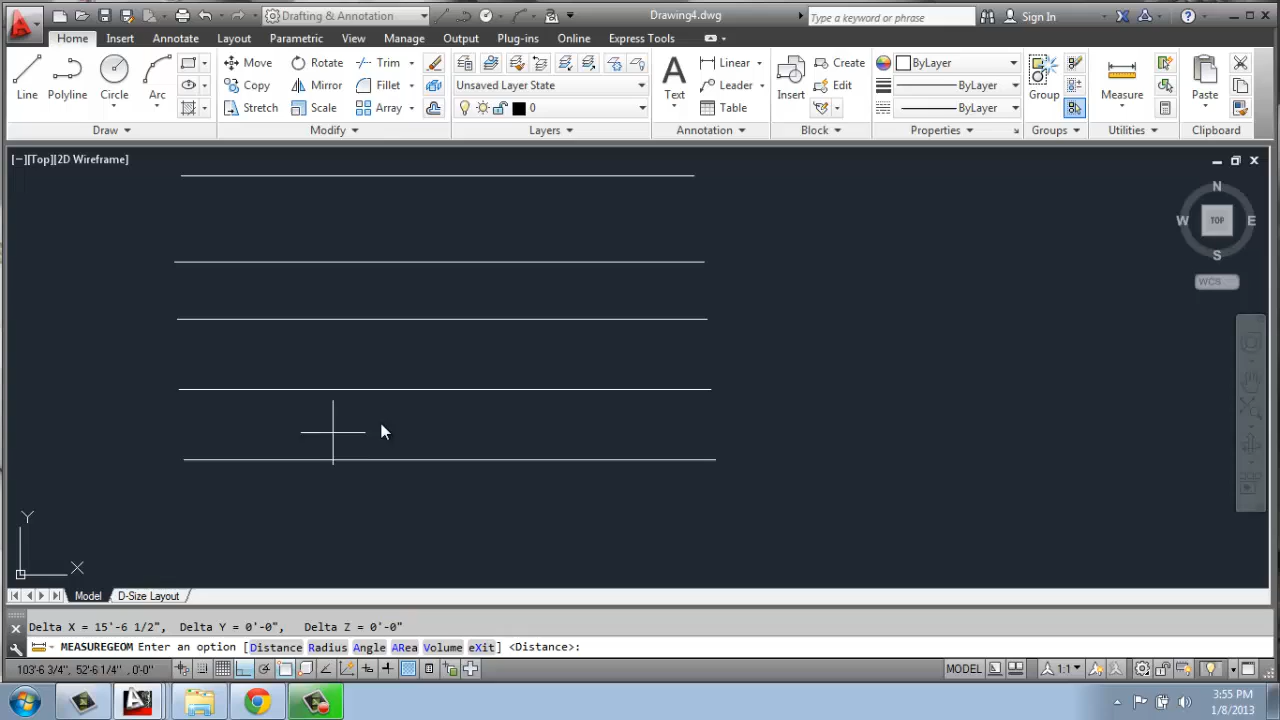 Drafting & Annotation
Drawing4.dwg
Type a keyword or phrase
Sign In
Home Insert Annotate Layout Parametric View Manage Output Plug-ins Online Express Tools
Line Polyline Circle Arc
Move Rotate Trim
Copy Mirror Fillet
Stretch Scale Array
Unsaved Layer State
0
Text
Linear
Leader
Table
Insert
Create
Edit
ByLayer
ByLayer
ByLayer
Group
Measure
Paste
Draw Modify Layers Annotation Block Properties Groups Utilities Clipboard
[−][Top][2D Wireframe]
N
W TOP E
S
WCS
Y
X
Model D-Size Layout
Delta X = 15'-6 1/2", Delta Y = 0'-0", Delta Z = 0'-0"
MEASUREGEOM Enter an option [Distance Radius Angle ARea Volume eXit] <Distance>:
103'-6 3/4", 52'-6 1/4" , 0'-0" MODEL 1:1
3:55 PM
1/8/2013